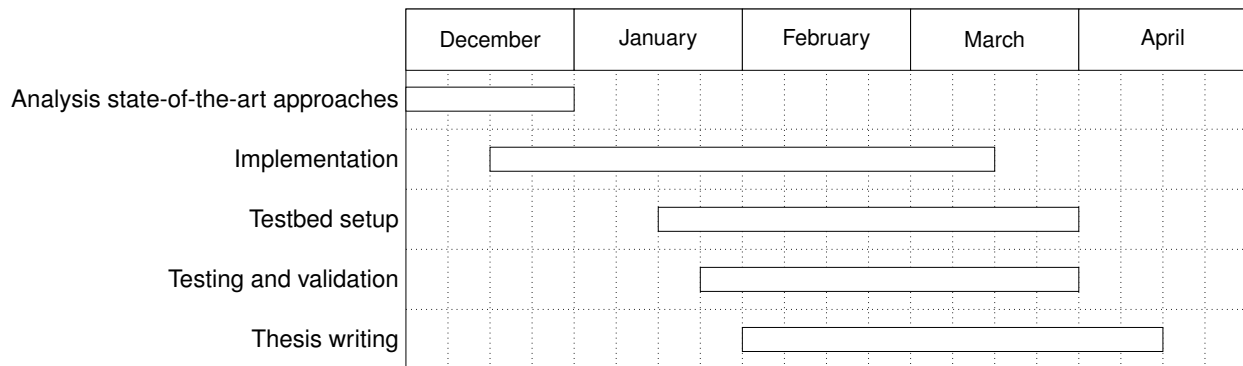 December January February March April
Analysis state-of-the-art approaches
Implementation
Testbed setup
Testing and validation
Thesis writing